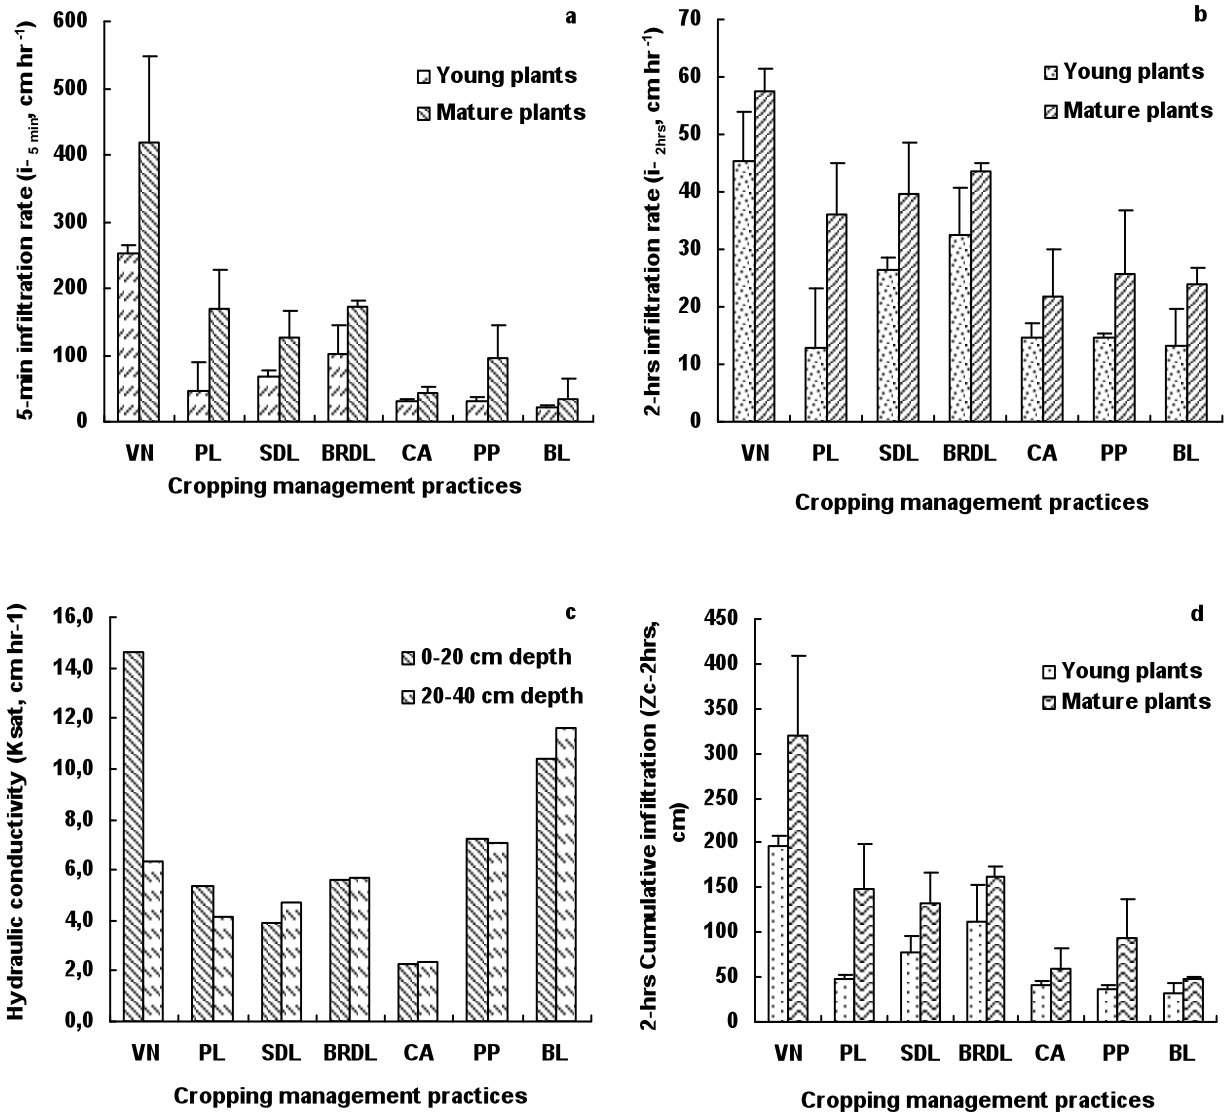 a
600
500
400
300
200
100
0
5-min infiltration rate (i- 5 min, cm hr-1)
Young plants
Mature plants
VN PL SDL BRDL CA PP BL
Cropping management practices
b
70
60
50
40
30
20
10
0
2-hrs infiltration rate (i- 2hrs, cm hr-1)
Young plants
Mature plants
VN PL SDL BRDL CA PP BL
Cropping management practices
c
16,0
14,0
12,0
10,0
8,0
6,0
4,0
2,0
0,0
Hydraulic conductivity (Ksat, cm hr-1)
0-20 cm depth
20-40 cm depth
VN PL SDL BRDL CA PP BL
Cropping management practices
d
450
400
350
300
250
200
150
100
50
0
2-hrs Cumulative infiltration (Zc-2hrs,
cm)
Young plants
Mature plants
VN PL SDL BRDL CA PP BL
Cropping management practices